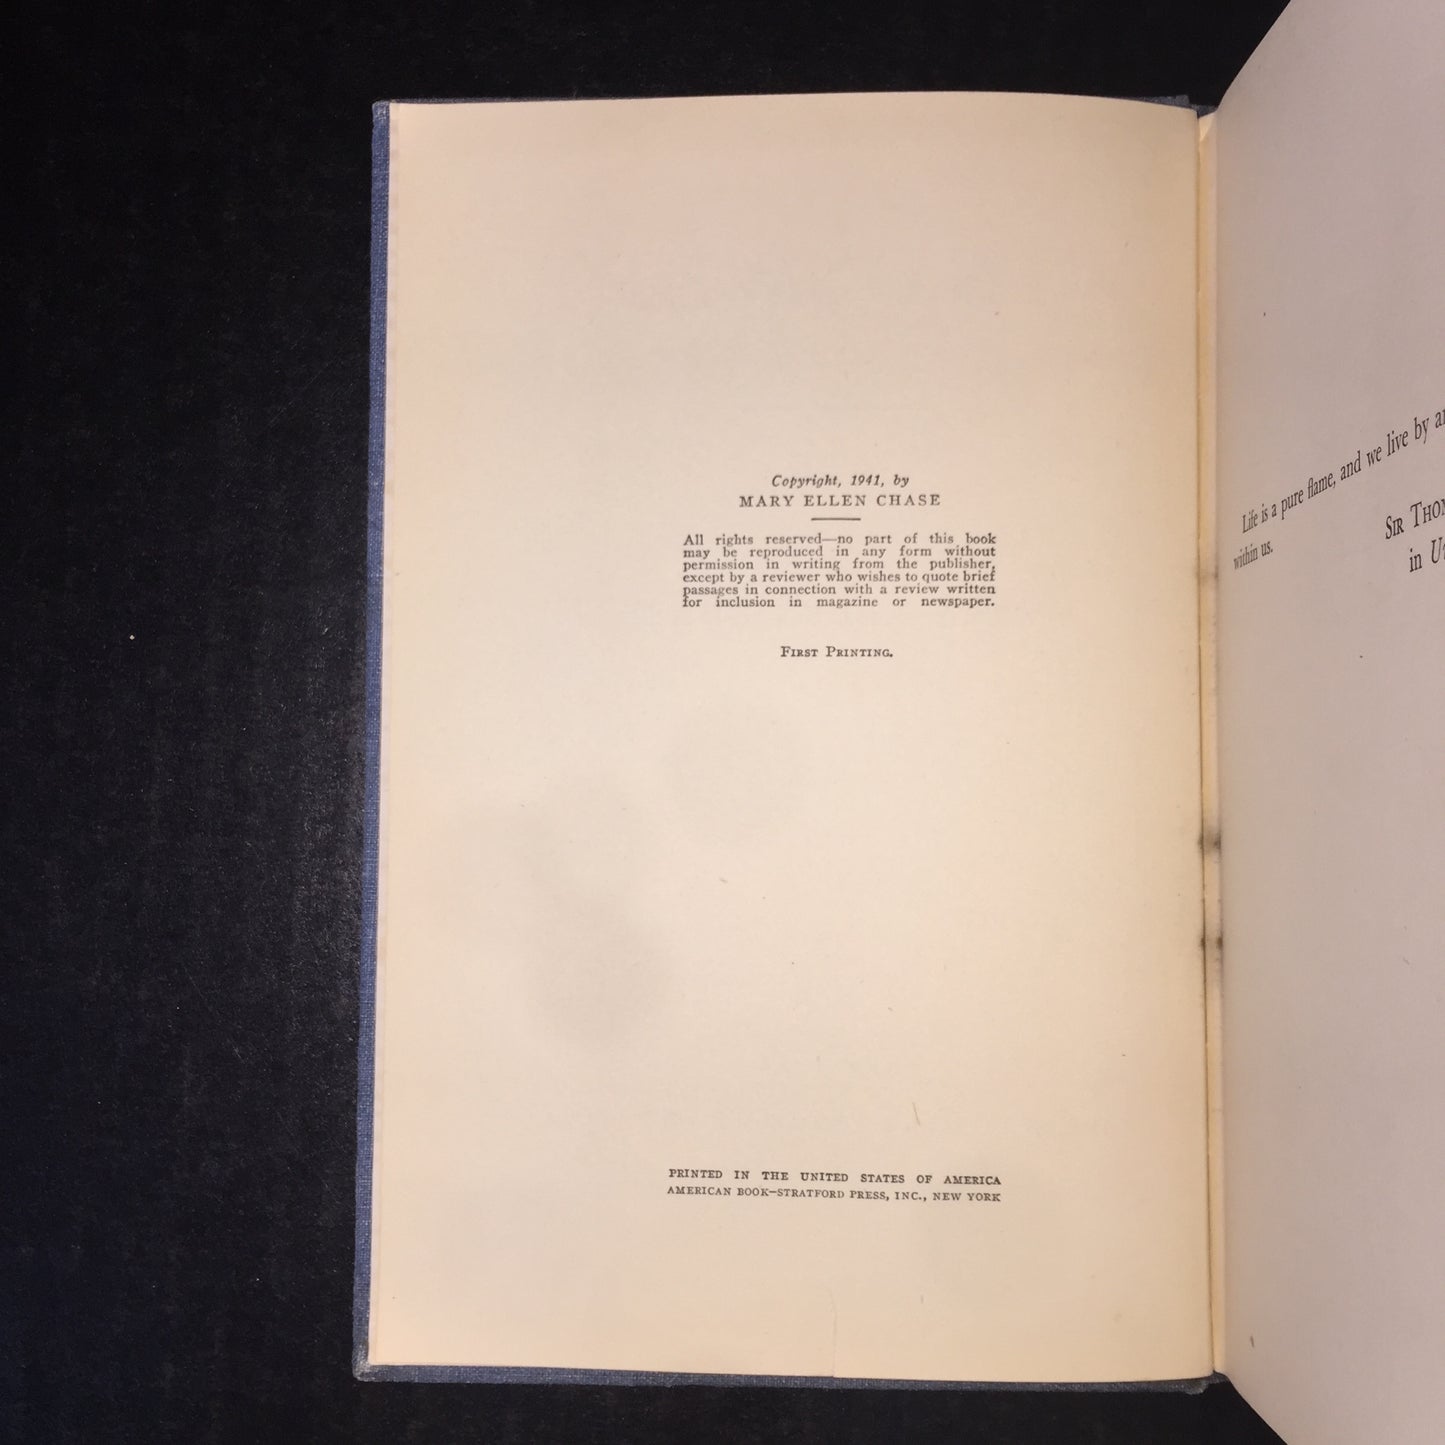 Copyright, 1941, by
MARY ELLEN CHASE
All rights reserved—no part of this book
may be reproduced in any form without
permission in writing from the publisher,
except by a reviewer who wishes to quote brief
passages in connection with a review written
for inclusion in magazine or newspaper.
FIRST PRINTING.
PRINTED IN THE UNITED STATES OF AMERICA
AMERICAN BOOK—STRATFORD PRESS, INC., NEW YORK
Life is a pure flame, and we live by
within us.
SIR
in